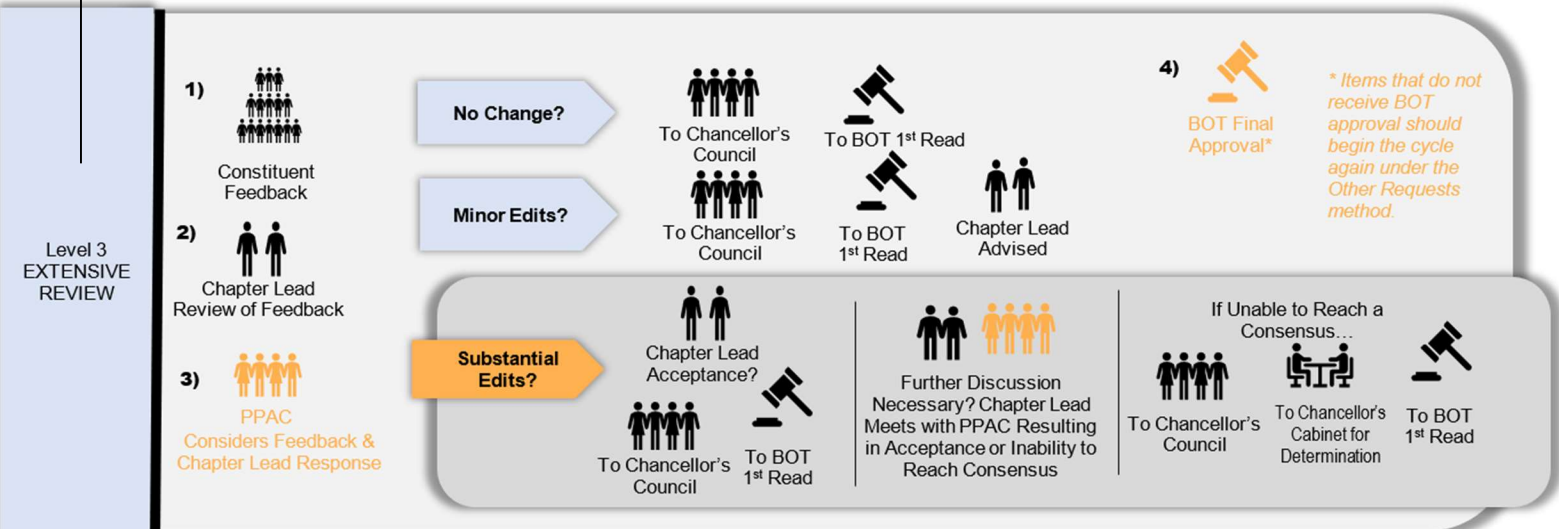 Level 3
EXTENSIVE
REVIEW
1)
Constituent
Feedback
2)
Chapter Lead
Review of Feedback
3)
PPAC
Considers Feedback &
Chapter Lead Response
No Change?
To Chancellor's
Council
To BOT 1st Read
Minor Edits?
To Chancellor's
Council
To BOT
1st Read
Chapter Lead
Advised
Substantial
Edits?
Chapter Lead
Acceptance?
To Chancellor's
Council
To BOT
1st Read
Further Discussion
Necessary? Chapter Lead
Meets with PPAC Resulting
in Acceptance or Inability to
Reach Consensus
If Unable to Reach a
Consensus…
To Chancellor's
Council
To Chancellor's
Cabinet for
Determination
To BOT
1st Read
4)
BOT Final
Approval*
* Items that do not
receive BOT
approval should
begin the cycle
again under the
Other Requests
method.